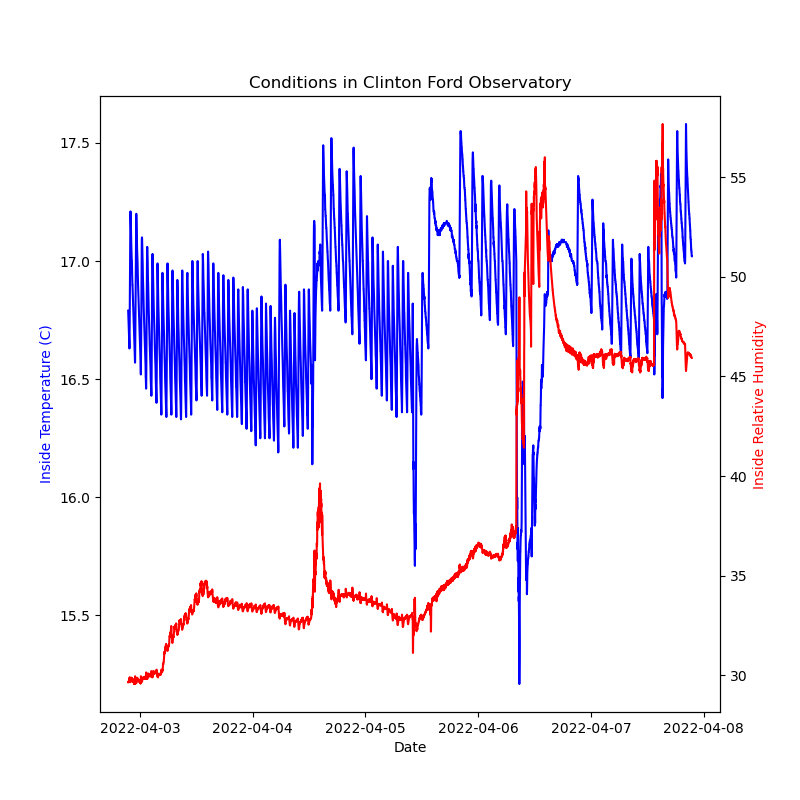 Conditions in Clinton Ford Observatory
17.5
17.0
16.5
16.0
15.5
Inside Temperature (C)
55
50
45
40
35
30
Inside Relative Humidity
2022-04-03 2022-04-04 2022-04-05 2022-04-06 2022-04-07 2022-04-08
Date